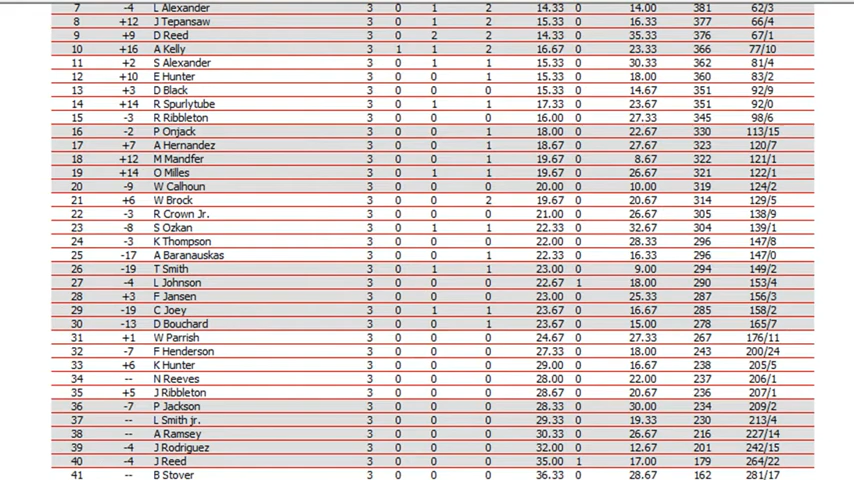 7 -4 L Alexander 3 0 1 2 14.33 0 14.00 381 62/3
8 +12 J Tepansaw 3 0 1 2 15.33 0 16.33 377 66/4
9 +9 D Reed 3 0 2 2 14.33 0 35.33 376 67/1
10 +16 A Kelly 3 1 1 2 16.67 0 23.33 366 77/10
11 +2 S Alexander 3 0 1 1 15.33 0 30.33 362 81/4
12 +10 E Hunter 3 0 0 1 15.33 0 18.00 360 83/2
13 +3 D Black 3 0 0 0 15.33 0 14.67 351 92/9
14 +14 R Spurlytube 3 0 1 1 17.33 0 23.67 351 92/0
15 -3 R Ribbleton 3 0 0 0 16.00 0 27.33 345 98/6
16 -2 P Onjack 3 0 0 1 18.00 0 22.67 330 113/15
17 +7 A Hernandez 3 0 0 1 18.67 0 27.67 323 120/7
18 +12 M Mandfer 3 0 0 1 19.67 0 8.67 322 121/1
19 +14 O Milles 3 0 1 1 19.67 0 26.67 321 122/1
20 -9 W Calhoun 3 0 0 0 20.00 0 10.00 319 124/2
21 +6 W Brock 3 0 0 2 19.67 0 20.67 314 129/5
22 -3 R Crown Jr. 3 0 0 0 21.00 0 26.67 305 138/9
23 -8 S Ozkan 3 0 1 1 22.33 0 32.67 304 139/1
24 -3 K Thompson 3 0 0 0 22.00 0 28.33 296 147/8
25 -17 A Baranauskas 3 0 0 1 22.33 0 16.33 296 147/0
26 -19 T Smith 3 0 1 1 23.00 0 9.00 294 149/2
27 -4 L Johnson 3 0 0 0 22.67 1 18.00 290 153/4
28 +3 F Jansen 3 0 0 0 23.00 0 25.33 287 156/3
29 -19 C Joey 3 0 1 1 23.67 0 16.67 285 158/2
30 -13 D Bouchard 3 0 0 1 23.67 0 15.00 278 165/7
31 +1 W Parrish 3 0 0 0 24.67 0 27.33 267 176/11
32 -7 F Henderson 3 0 0 0 27.33 0 18.00 243 200/24
33 +6 K Hunter 3 0 0 0 29.00 0 16.67 238 205/5
34 -- N Reeves 3 0 0 0 28.00 0 22.00 237 206/1
35 +5 J Ribbleton 3 0 0 0 28.67 0 20.67 236 207/1
36 -7 P Jackson 3 0 0 0 28.33 0 30.00 234 209/2
37 -- L Smith jr. 3 0 0 0 29.33 0 19.33 230 213/4
38 -- A Ramsey 3 0 0 0 30.33 0 26.67 216 227/14
39 -4 J Rodriguez 3 0 0 0 32.00 0 12.67 201 242/15
40 -4 J Reed 3 0 0 0 35.00 1 17.00 179 264/22
41 -- B Stover 3 0 0 0 36.33 0 28.67 162 281/17